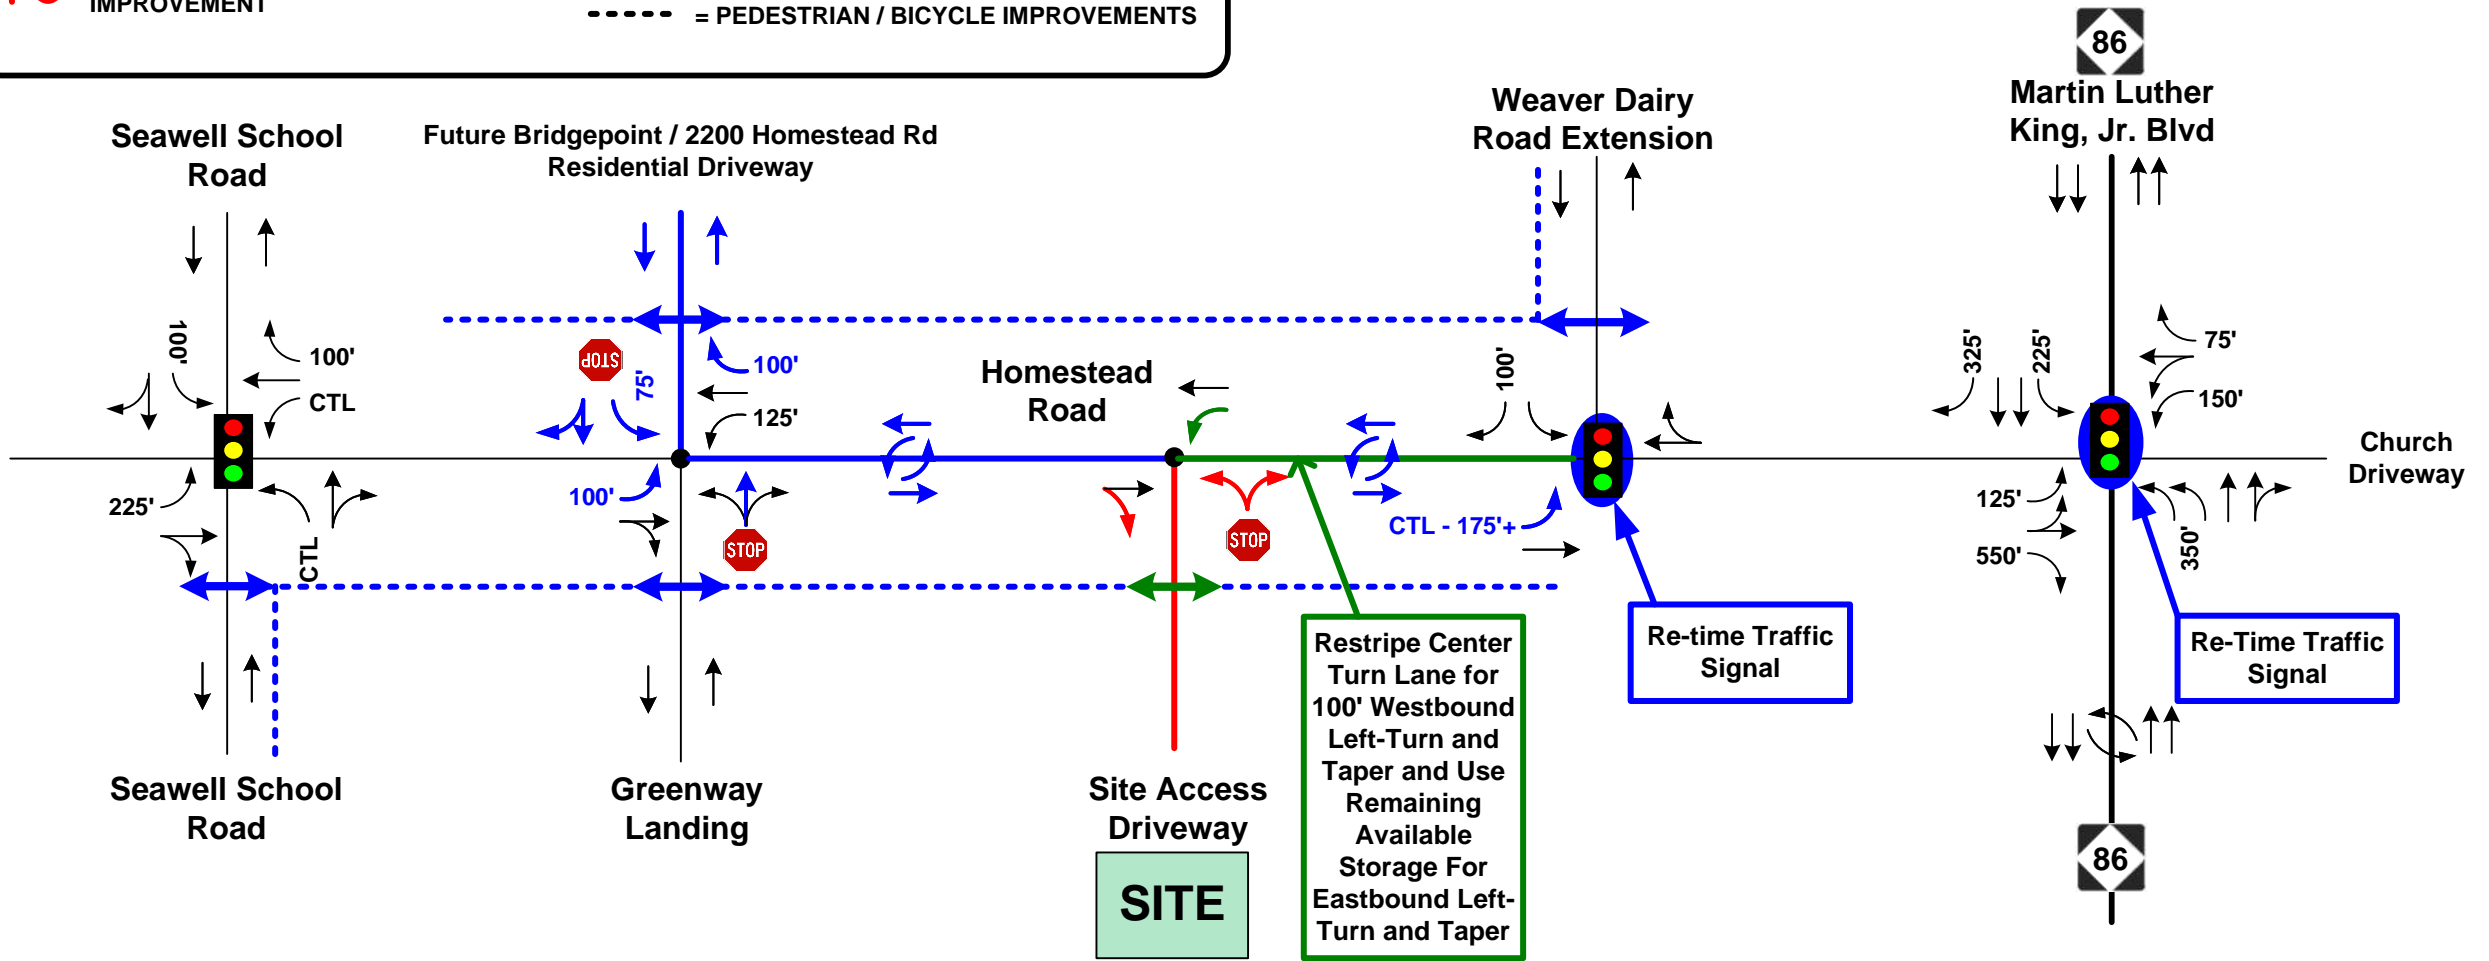 IMPROVEMENT
= PEDESTRIAN / BICYCLE IMPROVEMENTS
86
Martin Luther
King, Jr. Blvd
Weaver Dairy
Road Extension
Seawell School
Road
Future Bridgepoint / 2200 Homestead Rd
Residential Driveway
100'
100'
CTL
225'
CTL
STOP
75'
100'
125'
100'
STOP
Homestead
Road
STOP
100'
CTL - 175'+
325'
225'
75'
150'
125'
550'
350'
Church
Driveway
Restripe Center
Turn Lane for
100' Westbound
Left-Turn and
Taper and Use
Remaining
Available
Storage For
Eastbound Left-
Turn and Taper
Re-time Traffic
Signal
Re-Time Traffic
Signal
Seawell School
Road
Greenway
Landing
Site Access
Driveway
SITE
86